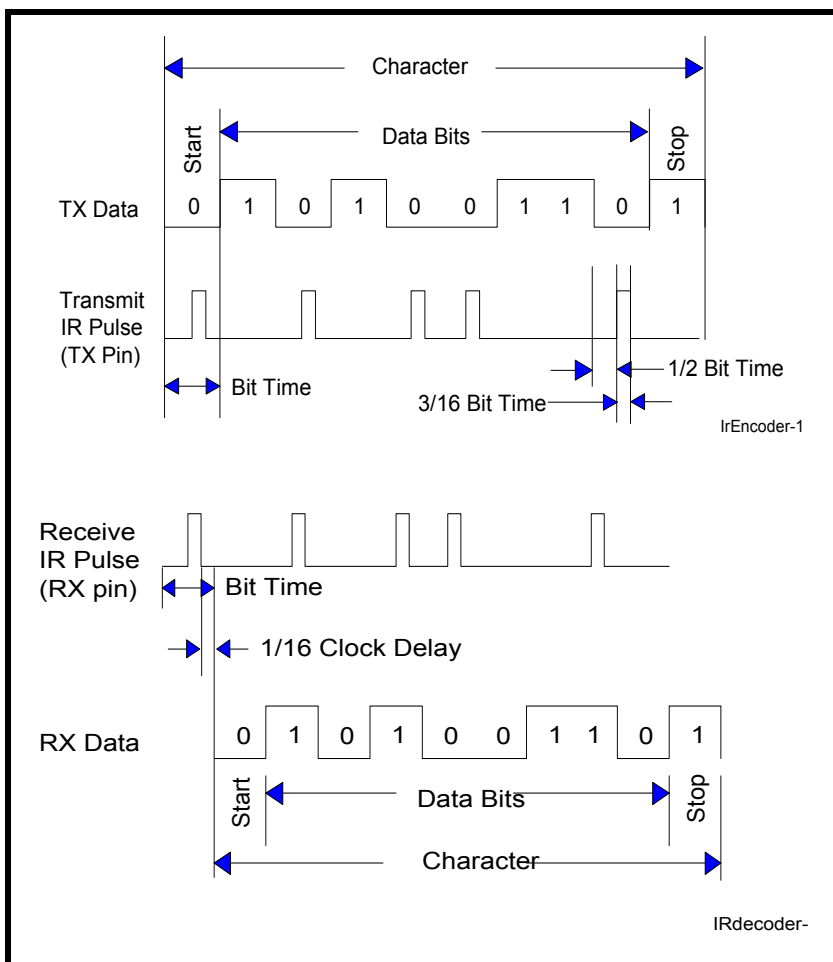 Character
Start
Data Bits
Stop
TX Data
0 1 0 1 0 0 1 1 0 1
Transmit
IR Pulse
(TX Pin)
Bit Time
1/2 Bit Time
3/16 Bit Time
IrEncoder-1
Receive
IR Pulse
(RX pin)
Bit Time
1/16 Clock Delay
RX Data
0 1 0 1 0 0 1 1 0 1
Start
Data Bits
Stop
Character
IRdecoder-